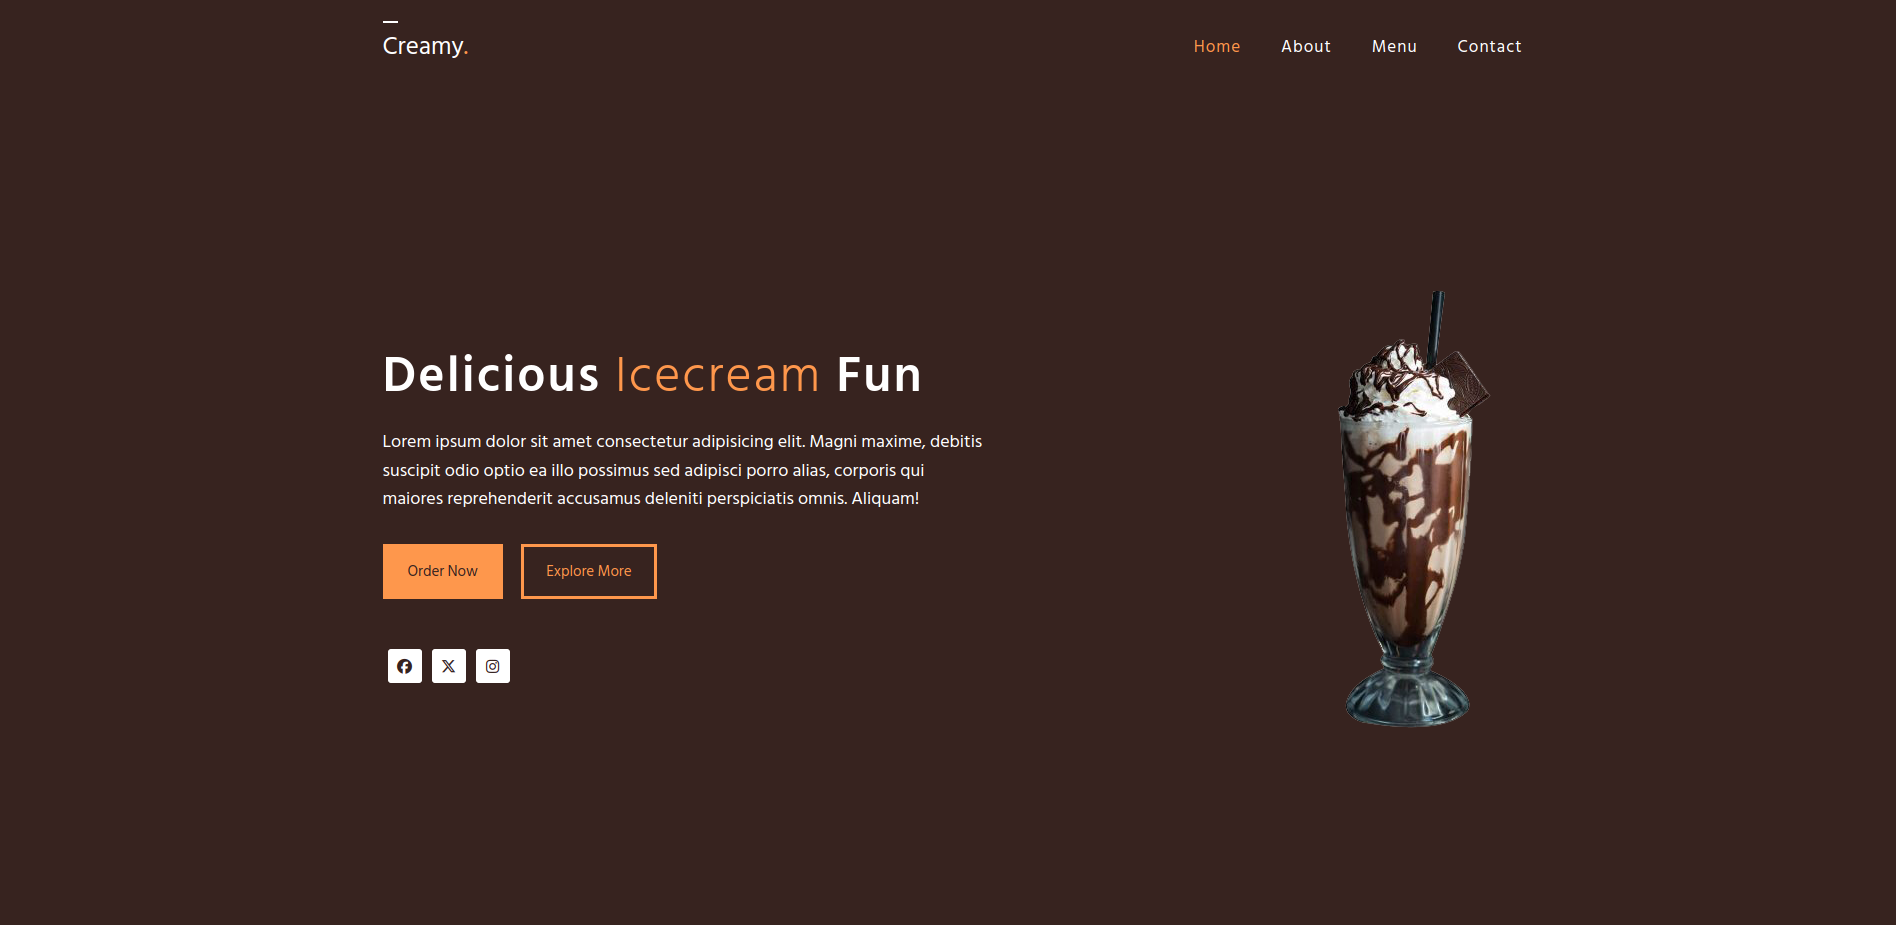 Creamy.
Home About Menu Contact
Delicious Icecream Fun
Lorem ipsum dolor sit amet consectetur adipisicing elit. Magni maxime, debitis
suscipit odio optio ea illo possimus sed adipisci porro alias, corporis qui
maiores reprehenderit accusamus deleniti perspiciatis omnis. Aliquam!
Order Now Explore More